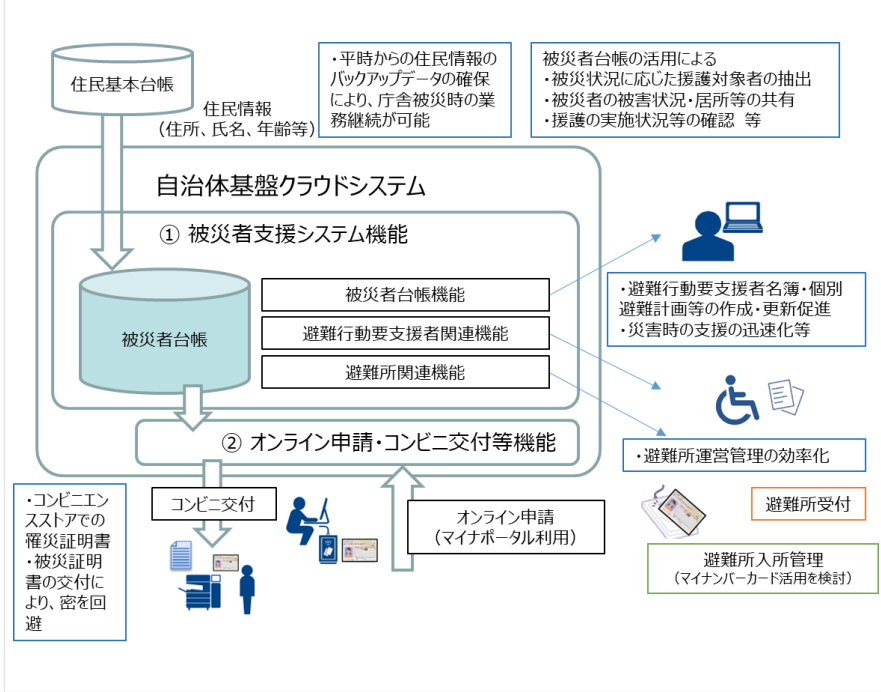 住民基本台帳
住民情報
（住所、氏名、年齢等）
・平時からの住民情報の
バックアップデータの確保
により、庁舎被災時の業
務継続が可能
被災者台帳の活用による
・被災状況に応じた援護対象者の抽出
・被災者の被害状況・居所等の共有
・援護の実施状況等の確認 等
自治体基盤クラウドシステム
① 被災者支援システム機能
被災者台帳
被災者台帳機能
避難行動要支援者関連機能
避難所関連機能
・避難行動要支援者名簿・個別
避難計画等の作成・更新促進
・災害時の支援の迅速化等
② オンライン申請・コンビニ交付等機能
・避難所運営管理の効率化
・コンビニエン
スストアでの
罹災証明書
・被災証明
書の交付に
より、密を回
避
コンビニ交付
オンライン申請
（マイナポータル利用）
避難所受付
避難所入所管理
（マイナンバーカード活用を検討）